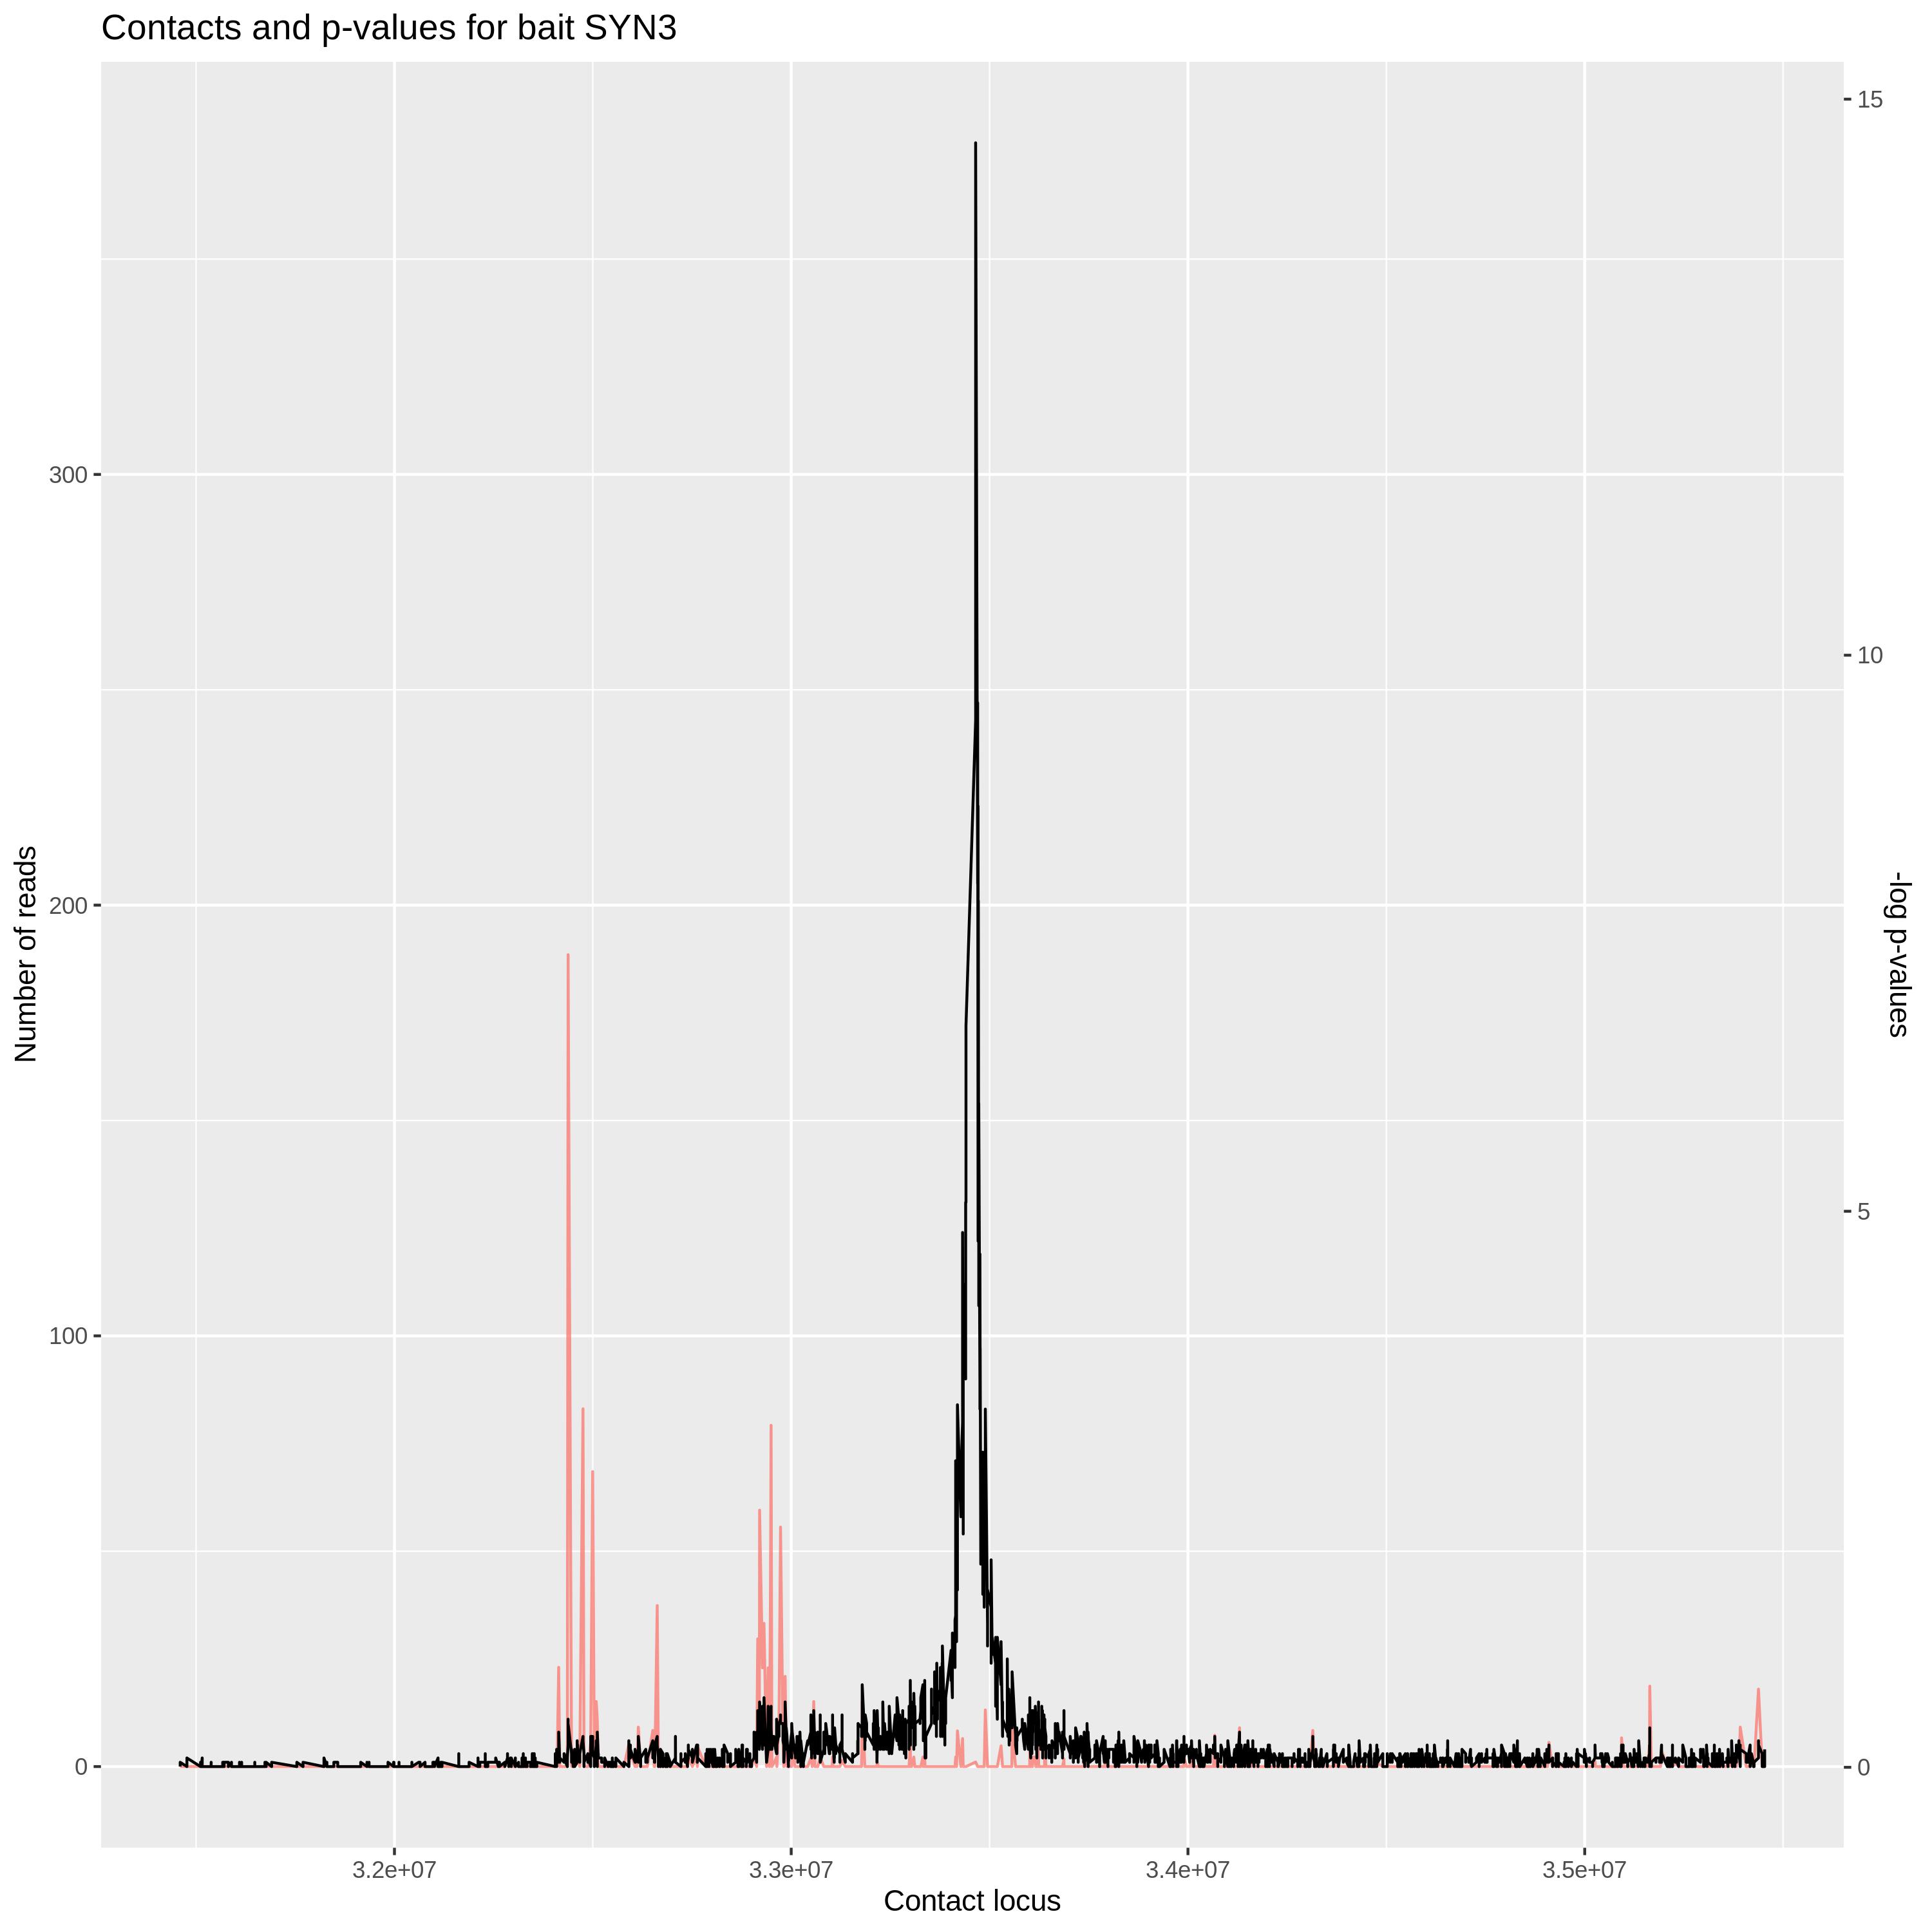 Contacts and p-values for bait SYN3
15
300
10
200
Number of reads
-log p-values
5
100
0
0
3.2e+07
3.3e+07
3.4e+07
3.5e+07
Contact locus